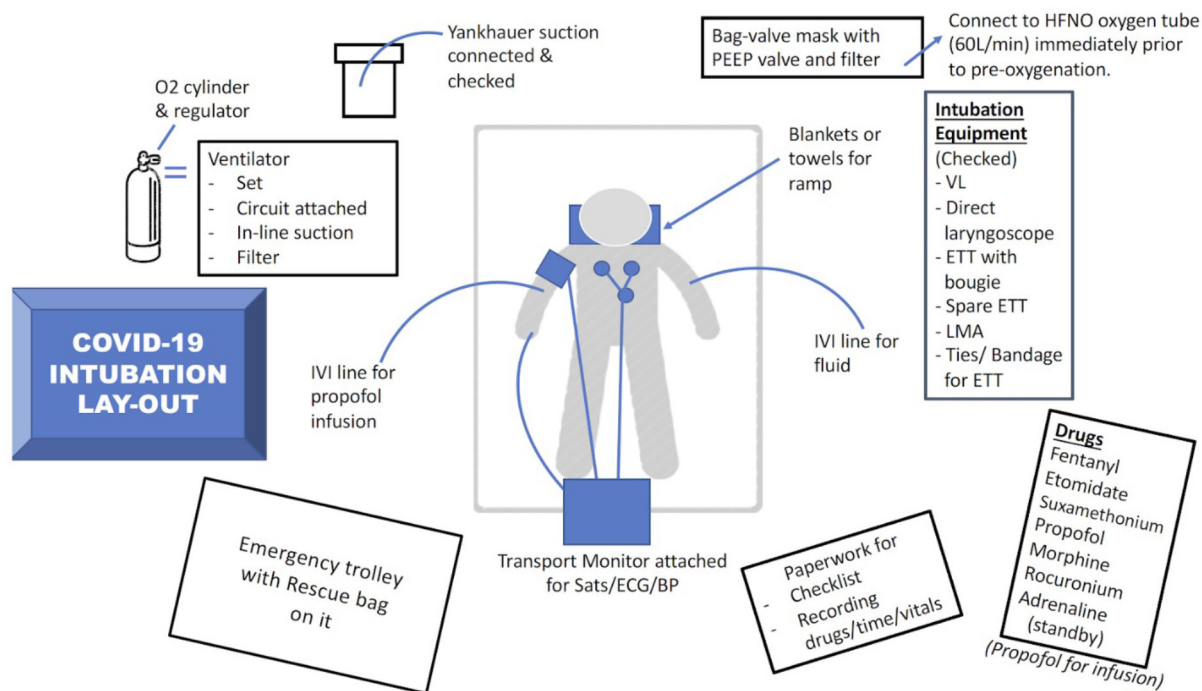 Yankhauer suction
connected &
checked
Bag-valve mask with
PEEP valve and filter
Connect to HFNO oxygen tube
(60L/min) immediately prior
to pre-oxygenation.
O2 cylinder
& regulator
Ventilator
- Set
- Circuit attached
- In-line suction
- Filter
Blankets or
towels for
ramp
Intubation
Equipment
(Checked)
- VL
- Direct
laryngoscope
- ETT with
bougie
- Spare ETT
- LMA
- Ties/ Bandage
for ETT
COVID-19
INTUBATION
LAY-OUT
IVI line for
propofol
infusion
IVI line for
fluid
Drugs
Fentanyl
Etomidate
Suxamethonium
Propofol
Morphine
Rocuronium
Adrenaline
(standby)
(Propofol for infusion)
Emergency trolley
with Rescue bag
on it
Transport Monitor attached
for Sats/ECG/BP
Paperwork for
- Checklist
- Recording
drugs/time/vitals